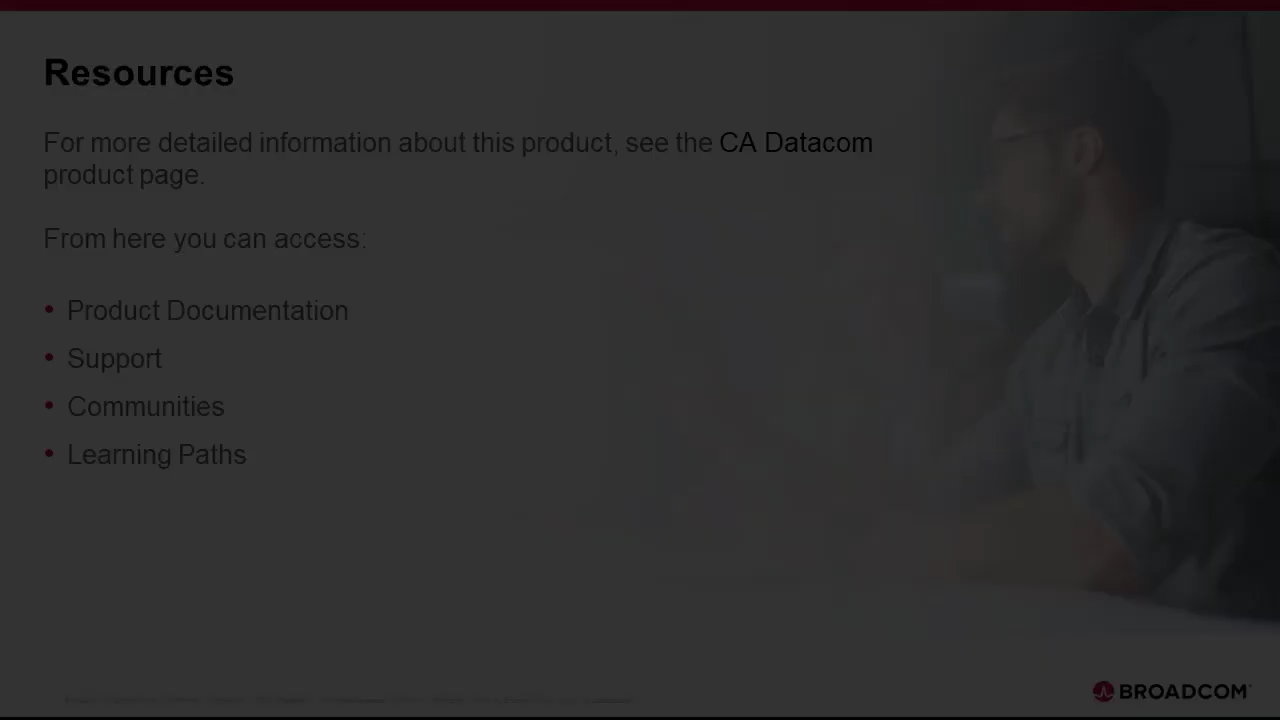 Resources
For more detailed information about this product, see the CA Datacom
product page.
From here you can access:
• Product Documentation
• Support
• Communities
• Learning Paths
BROADCOM